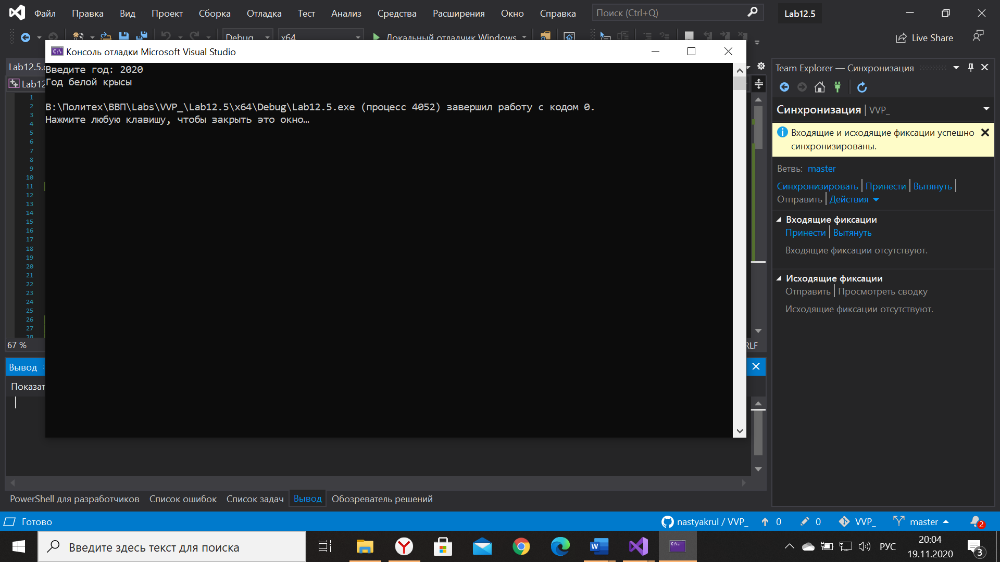 Файл Правка Вид Проект Сборка Отладка Тест Анализ Средства Расширения Окно Справка Поиск (Ctrl+Q) Lab12.5
Debug x64 Локальный отладчик Windows Live Share
Консоль отладки Microsoft Visual Studio
Введите год: 2020
Год белой крысы
B:\Политех\ВВП\Labs\VVP_\Lab12.5\x64\Debug\Lab12.5.exe (процесс 4052) завершил работу с кодом 0.
Нажмите любую клавишу, чтобы закрыть это окно…
Lab12.5.
Lab12
1
2
3
4
5
6
7
8
9
10
11
12
13
14
15
16
17
18
19
20
21
22
23
24
25
26
27
28
67 %
RLF
Вывод
Показат
Team Explorer — Синхронизация
Синхронизация | VVP_
Входящие и исходящие фиксации успешно
синхронизированы.
Ветвь: master
Синхронизировать | Принести | Вытянуть |
Отправить | Действия
Входящие фиксации
Принести | Вытянуть
Входящие фиксации отсутствуют.
Исходящие фиксации
Отправить | Просмотреть сводку
Исходящие фиксации отсутствуют.
PowerShell для разработчиков Список ошибок Список задач Вывод Обозреватель решений
Готово nastyakrul / VVP_ 0 0 VVP_ master 2
Введите здесь текст для поиска
РУС
20:04
19.11.2020
3